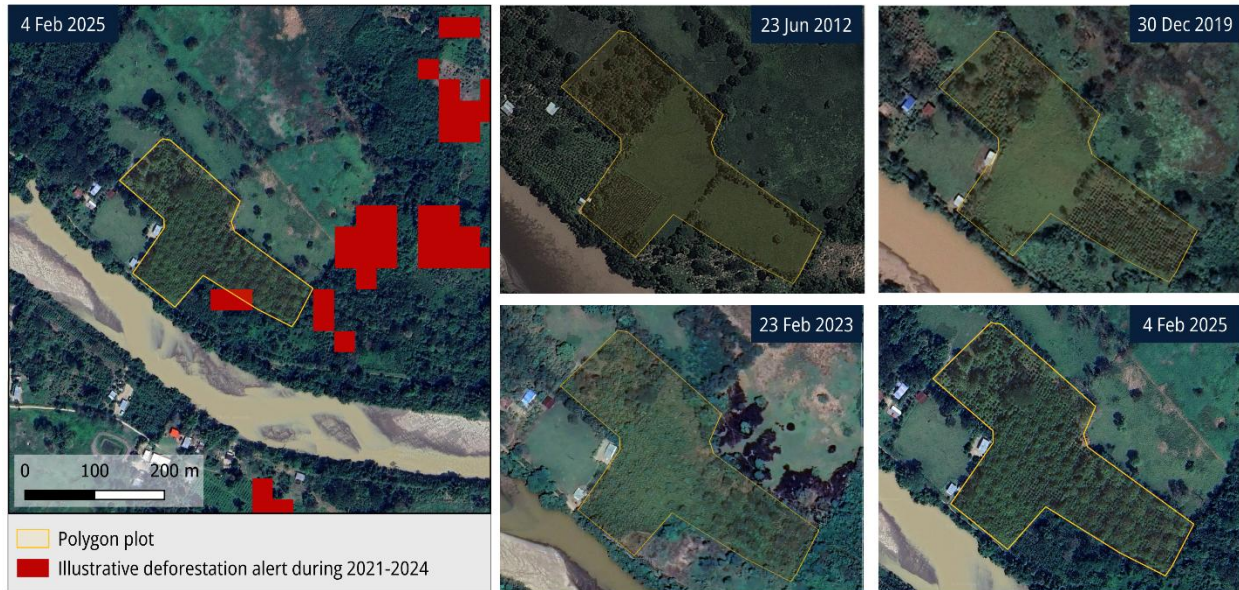 4 Feb 2025
23 Jun 2012
30 Dec 2019
23 Feb 2023
4 Feb 2025
0 100 200 m
Polygon plot
Illustrative deforestation alert during 2021-2024